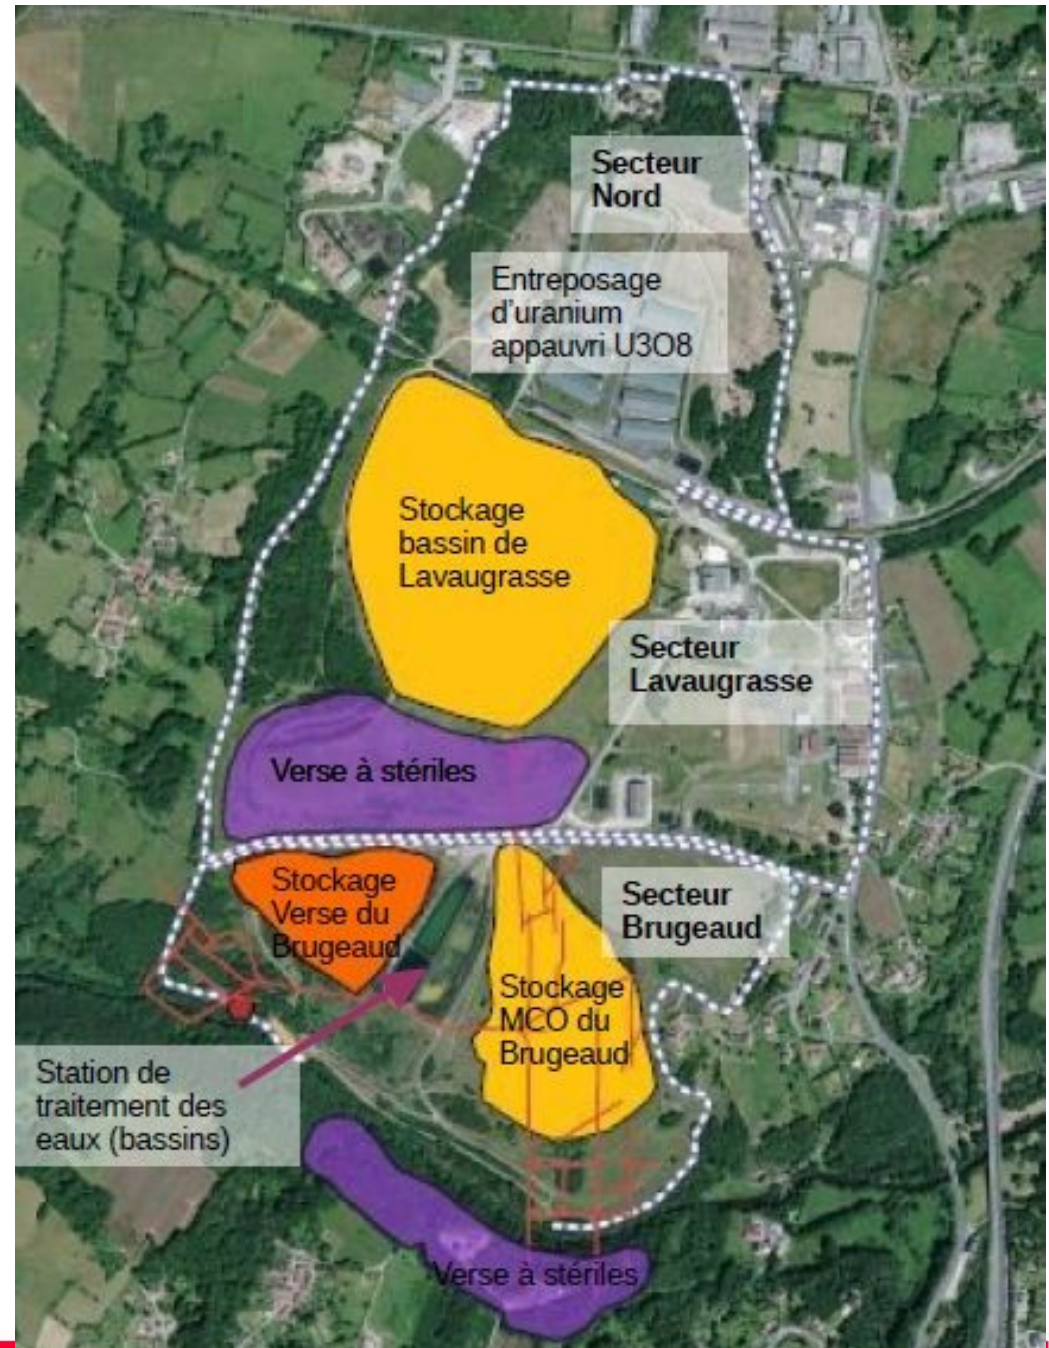 Secteur
Nord
Entreposage
d'uranium
appauvri U3O8
Stockage
bassin de
Lavaugrasse
Secteur
Lavaugrasse
Verse à stériles
Stockage
Verse du
Brugeaud
Secteur
Brugeaud
Stockage
MCO du
Brugeaud
Station de
traitement des
eaux (bassins)
Verse à stériles